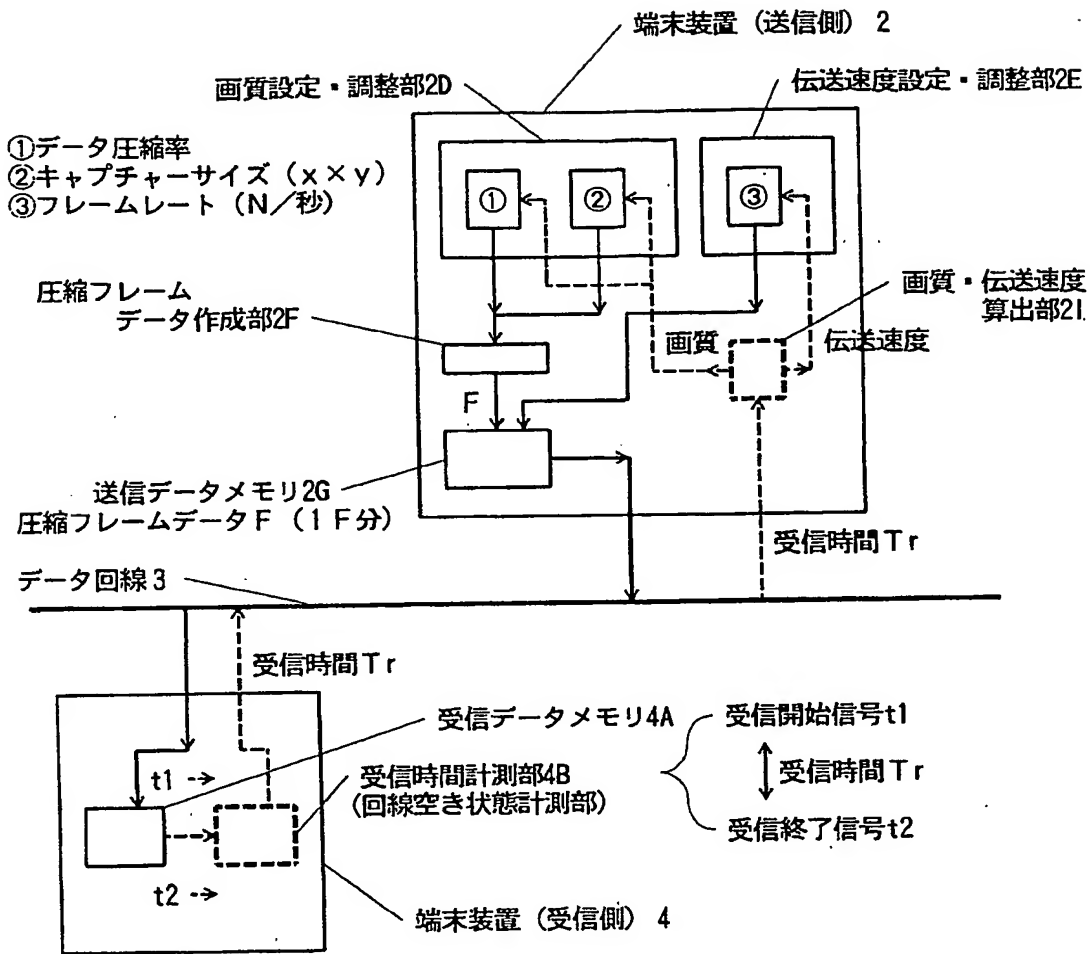 端末装置（送信側）2
画質設定・調整部2D
伝送速度設定・調整部2E
①データ圧縮率
②キャプチャーサイズ（x×y）
③フレームレート（N／秒）
①
②
③
圧縮フレーム
データ作成部2F
画質・伝送速度
算出部2I
画質
伝送速度
F
送信データメモリ2G
圧縮フレームデータF（1F分）
受信時間Tr
データ回線3
受信時間Tr
受信データメモリ4A
受信開始信号t1
t1
受信時間計測部4B
(回線空き状態計測部)
受信時間Tr
受信終了信号t2
t2
端末装置（受信側）4